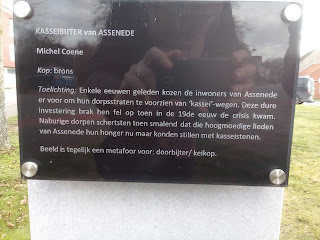 KASSEIBIJTER van ASSENEDE
Michel Coene
Kop: brons
Toelichting: Enkele eeuwen geleden kozen de inwoners van Assenede
er voor om hun dorpsstraten te voorzien van 'kassei'-wegen. Deze dure
investering brak hen fel op toen in de 19de eeuw de crisis kwam.
Naburige dorpen schertsten toen smalend dat die hoogmoedige lieden
van Assenede hun honger nu maar konden stillen met kasseistenen.
Beeld is tegelijk een metafoor voor: doorbijter/ keikop.